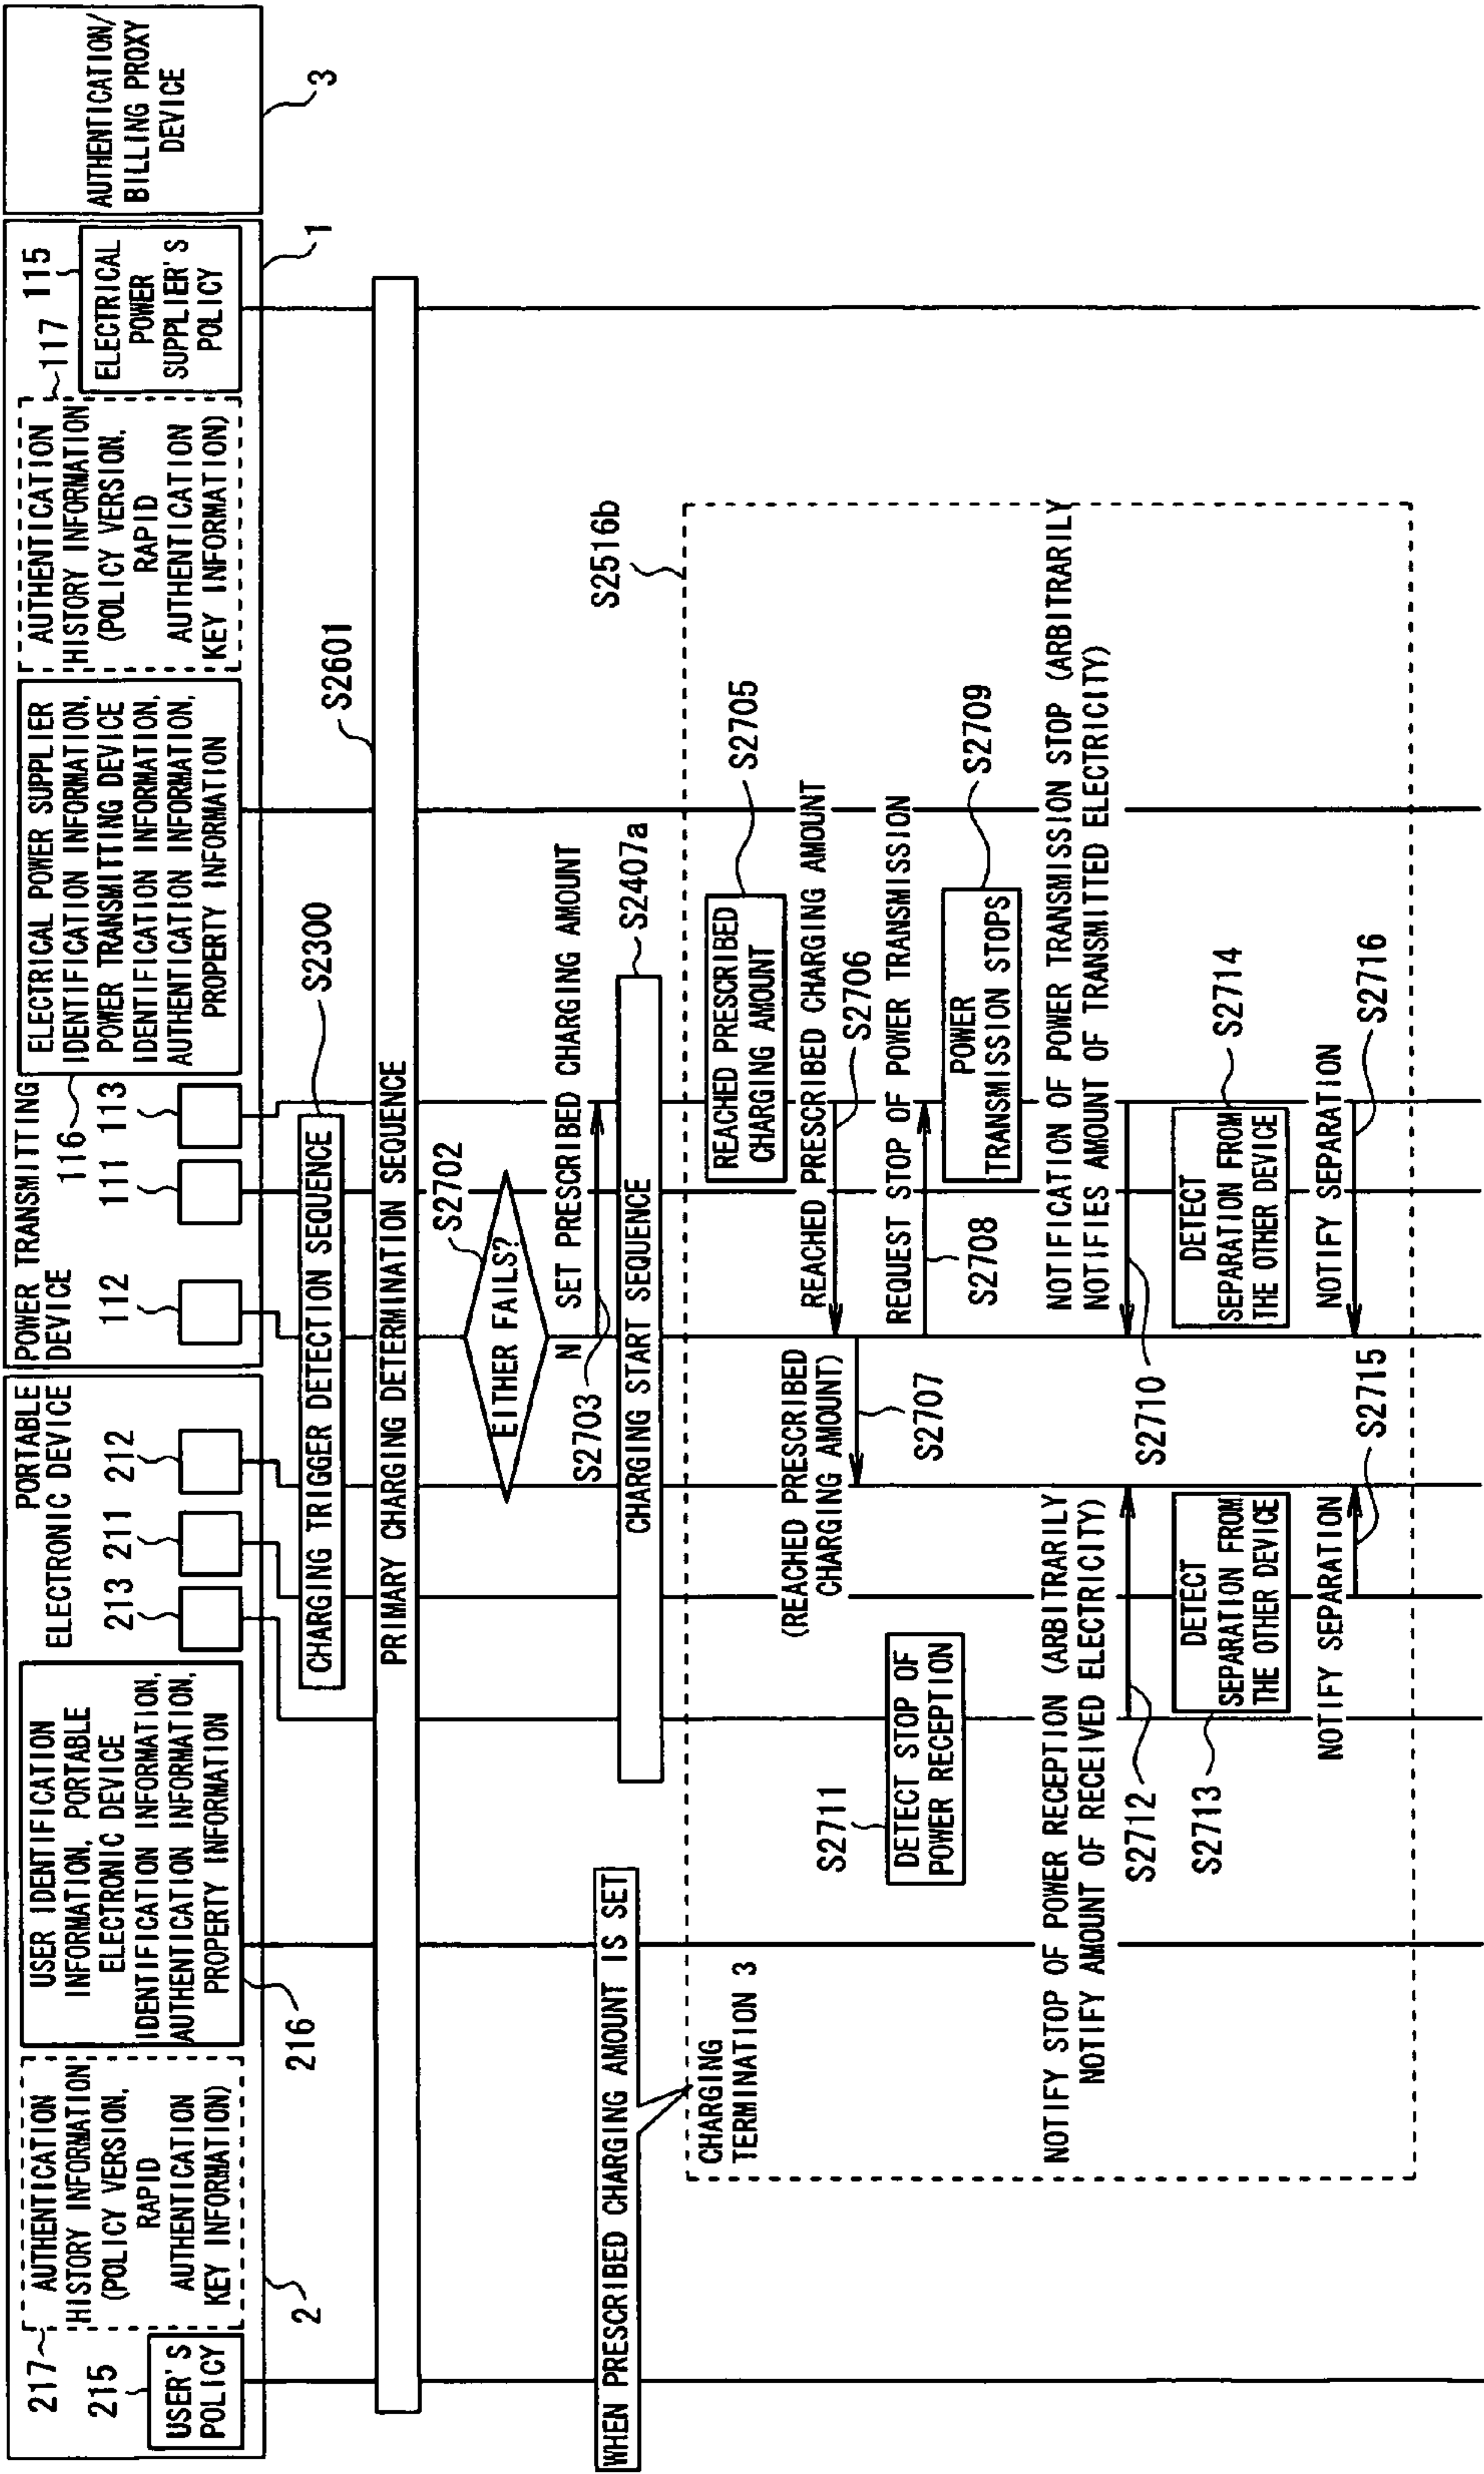 217
AUTHENTICATION
HISTORY INFORMATION
(POLICY VERSION,
RAPID
AUTHENTICATION
KEY INFORMATION)
215
USER'S
POLICY
2
USER IDENTIFICATION
INFORMATION, PORTABLE
ELECTRONIC DEVICE
IDENTIFICATION INFORMATION,
AUTHENTICATION INFORMATION,
PROPERTY INFORMATION
216
PORTABLE
ELECTRONIC DEVICE
213
211
212
POWER TRANSMITTING
DEVICE
112
111
113
116
ELECTRICAL POWER SUPPLIER
IDENTIFICATION INFORMATION,
POWER TRANSMITTING DEVICE
IDENTIFICATION INFORMATION,
AUTHENTICATION INFORMATION,
PROPERTY INFORMATION
AUTHENTICATION
HISTORY INFORMATION
(POLICY VERSION,
RAPID
AUTHENTICATION
KEY INFORMATION)
117
115
ELECTRICAL
POWER
SUPPLIER'S
POLICY
1
AUTHENTICATION/
BILLING PROXY
DEVICE
3
CHARGING TRIGGER DETECTION SEQUENCE
S2300
PRIMARY CHARGING DETERMINATION SEQUENCE
S2601
EITHER FAILS?
S2702
N
SET PRESCRIBED CHARGING AMOUNT
S2703
WHEN PRESCRIBED CHARGING AMOUNT IS SET
CHARGING START SEQUENCE
S2407a
S2516b
CHARGING
TERMINATION 3
REACHED PRESCRIBED
CHARGING AMOUNT
S2705
REACHED PRESCRIBED CHARGING AMOUNT
S2706
(REACHED PRESCRIBED
CHARGING AMOUNT)
S2707
REQUEST STOP OF POWER TRANSMISSION
S2708
POWER
TRANSMISSION STOPS
S2709
S2711
DETECT STOP OF
POWER RECEPTION
NOTIFICATION OF POWER TRANSMISSION STOP (ARBITRARILY
NOTIFIES AMOUNT OF TRANSMITTED ELECTRICITY)
S2710
NOTIFY STOP OF POWER RECEPTION (ARBITRARILY
NOTIFY AMOUNT OF RECEIVED ELECTRICITY)
S2712
S2713
DETECT
SEPARATION FROM
THE OTHER DEVICE
DETECT
SEPARATION FROM
THE OTHER DEVICE
S2714
NOTIFY SEPARATION
S2715
NOTIFY SEPARATION
S2716